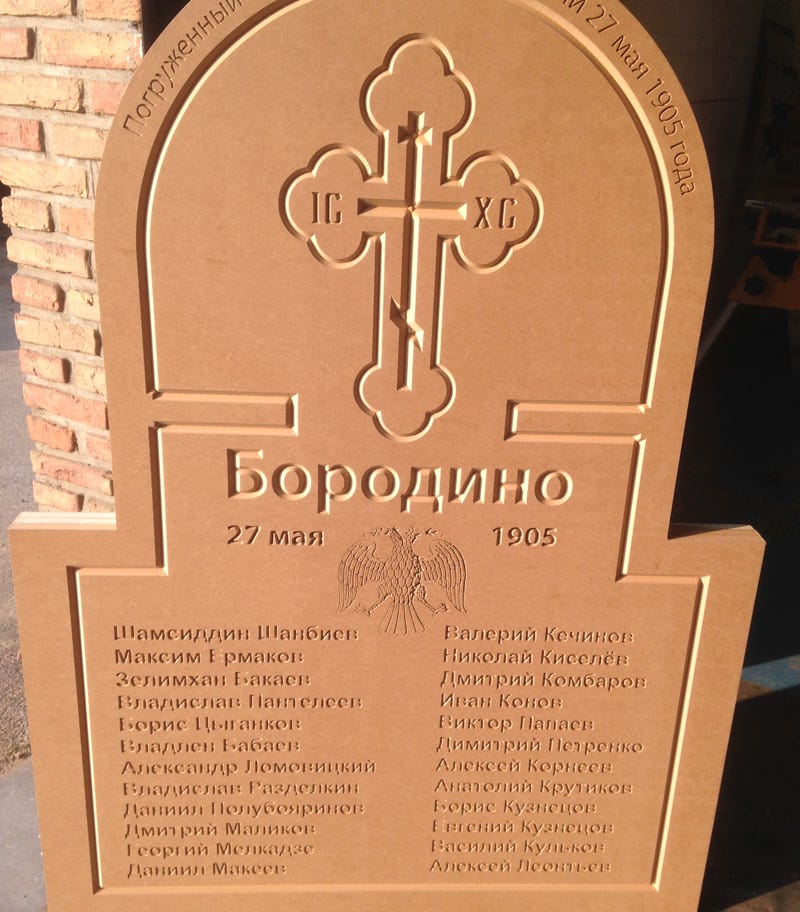 Погруженный
27 мая 1905 года
ІС ХС
Бородино
27 мая 1905
Шамсиддин Шанбиев
Максим Ермаков
Зелимхан Бакаев
Владислав Пантелеев
Борис Цыганков
Владлен Бабаев
Александр Ломовицкий
Владислав Разделкин
Даниил Полубояринов
Дмитрий Маликов
Георгий Мелкадзе
Даниил Макеев
Валерий Кечинов
Николай Киселёв
Дмитрий Комбаров
Иван Конов
Виктор Папаев
Димитрий Петренко
Алексей Корнеев
Анатолий Крутиков
Борис Кузнецов
Евгений Кузнецов
Василий Кульков
Алексей Леонтьев